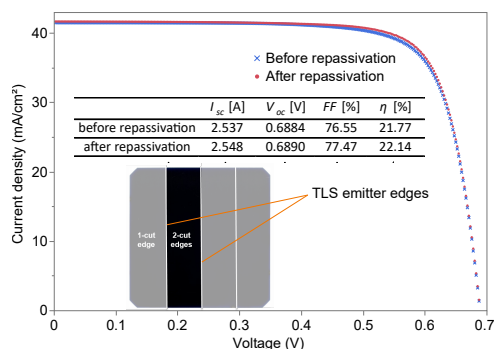 Current density (mA/cm²)
40
30
20
10
0
× Before repassivation
• After repassivation
I sc [A] V oc [V] FF [%] η [%]
before repassivation 2.537 0.6884 76.55 21.77
after repassivation 2.548 0.6890 77.47 22.14
TLS emitter edges
1-cut edge
2-cut edges
0 0.1 0.2 0.3 0.4 0.5 0.6 0.7
Voltage (V)